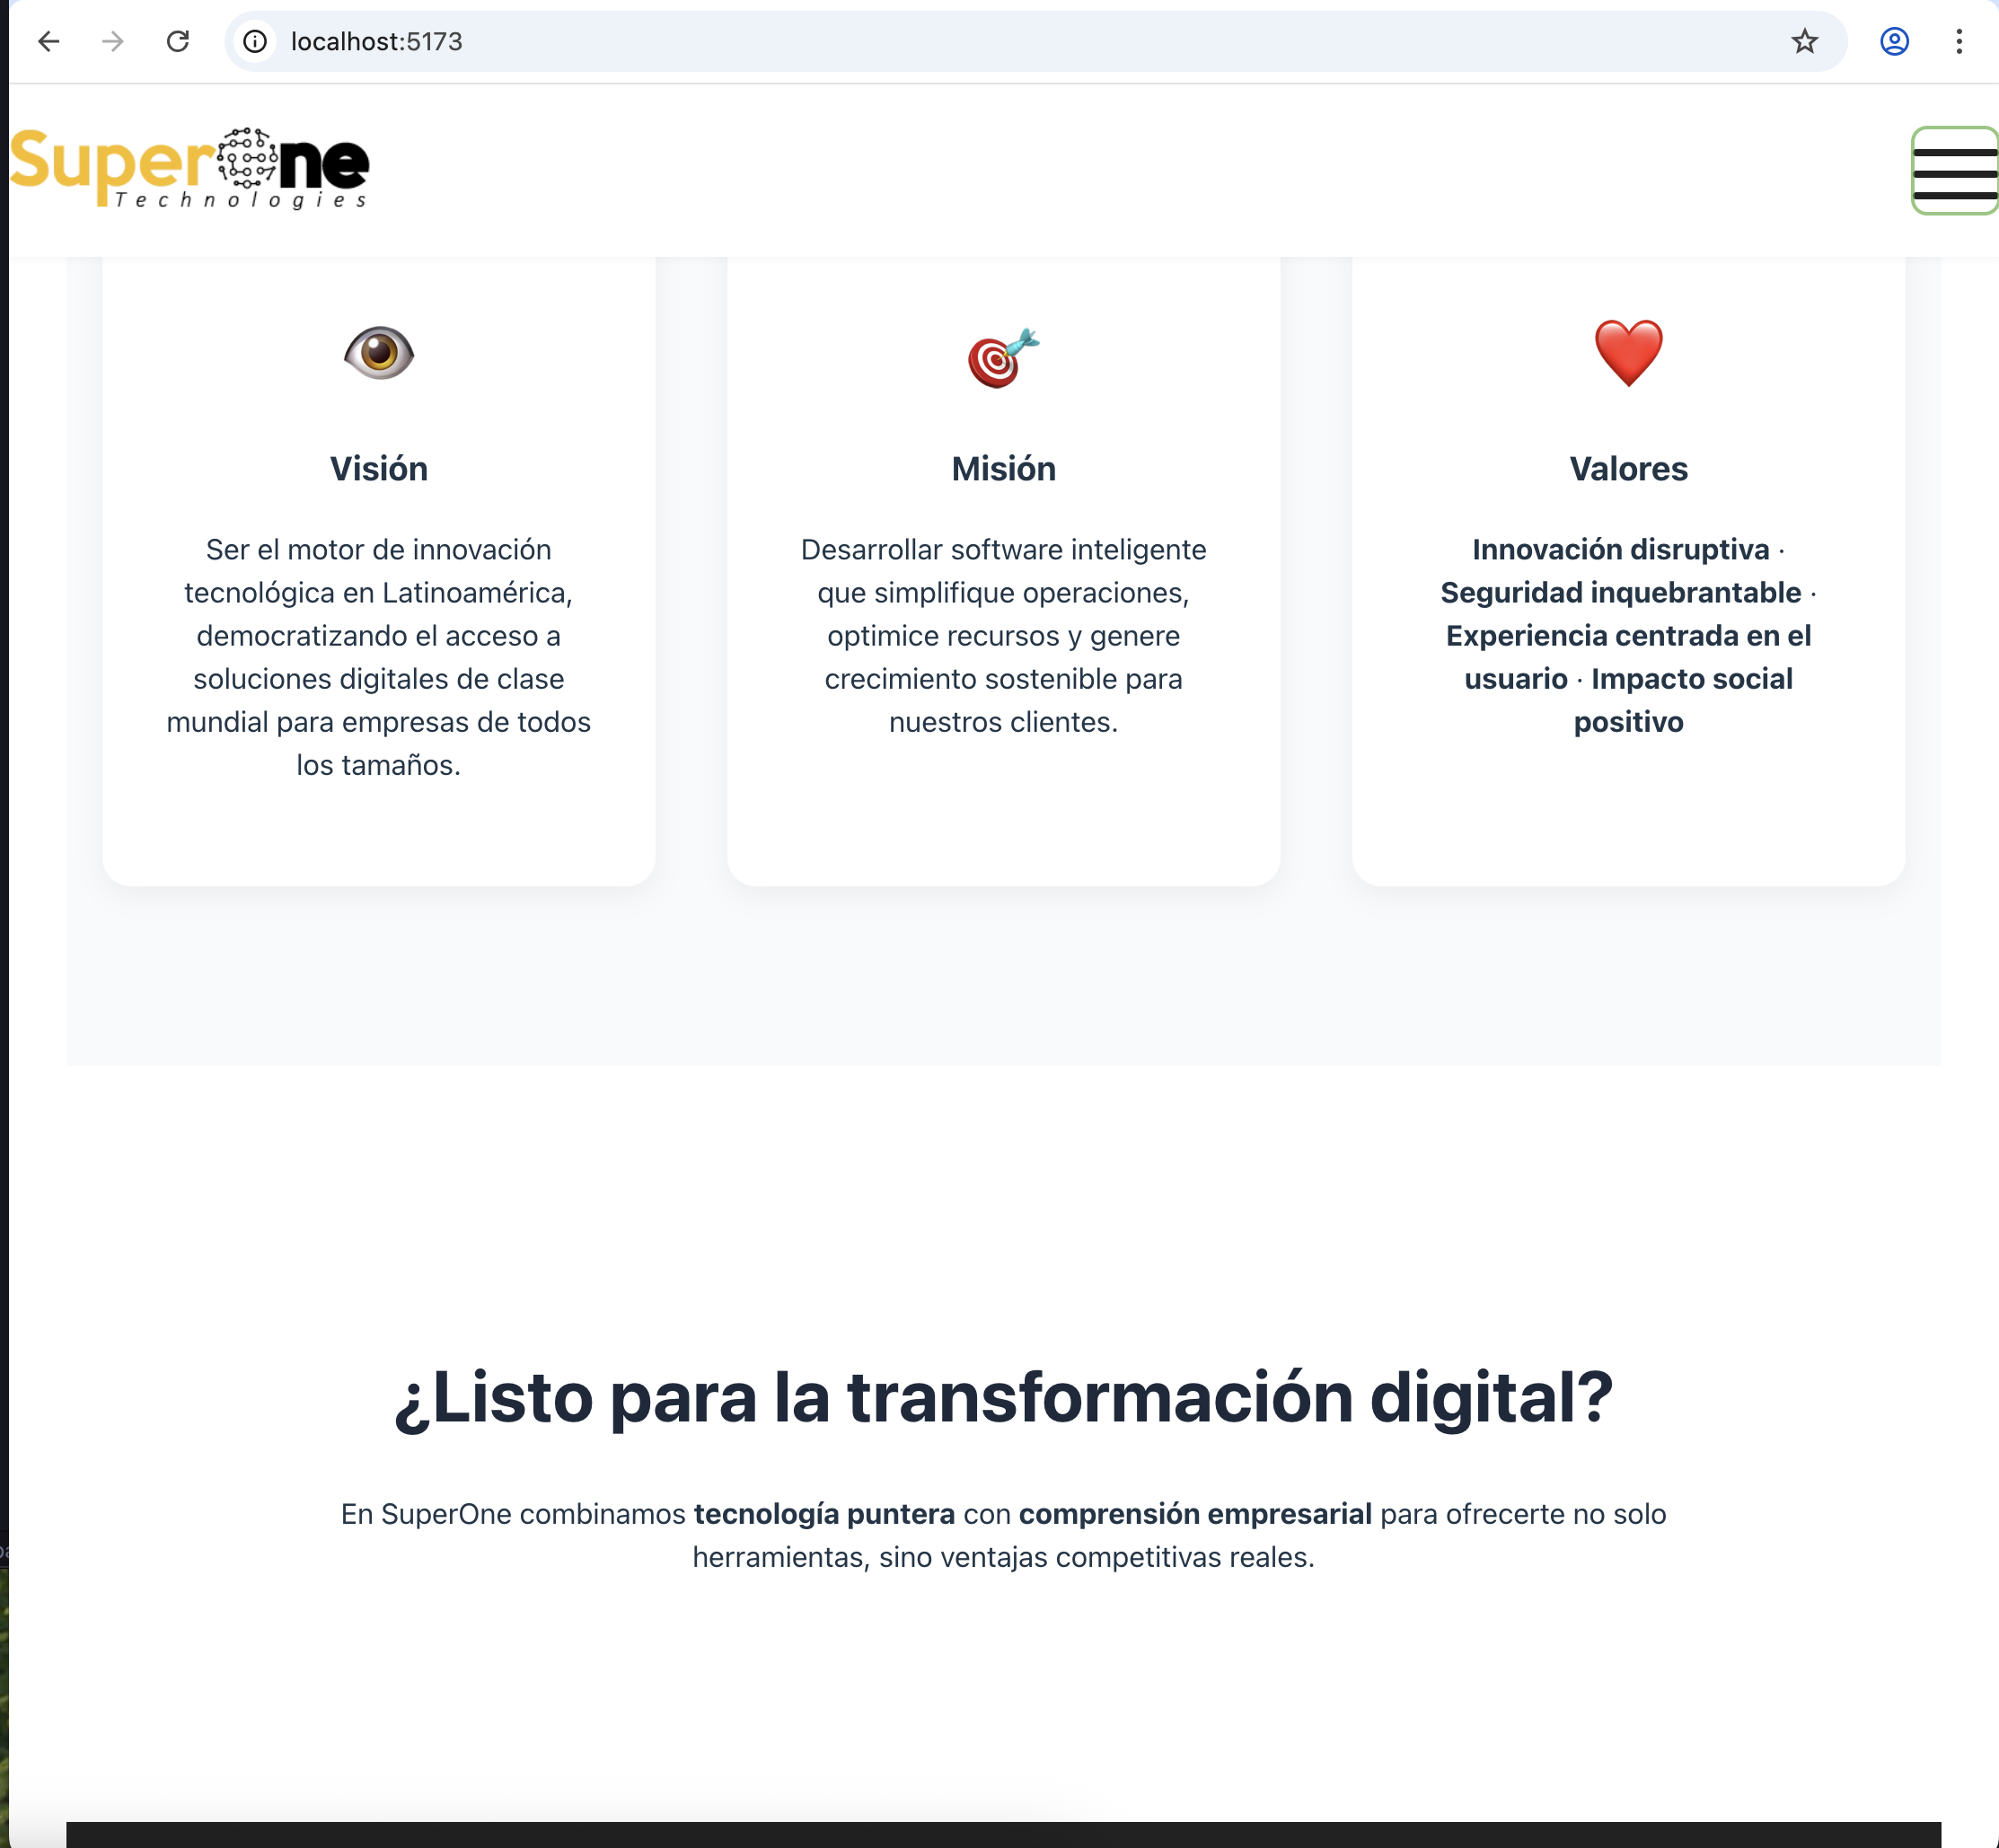 localhost:5173
SuperOne
Technologies
Visión
Ser el motor de innovación
tecnológica en Latinoamérica,
democratizando el acceso a
soluciones digitales de clase
mundial para empresas de todos
los tamaños.
Misión
Desarrollar software inteligente
que simplifique operaciones,
optimice recursos y genere
crecimiento sostenible para
nuestros clientes.
Valores
Innovación disruptiva ·
Seguridad inquebrantable ·
Experiencia centrada en el
usuario · Impacto social
positivo
¿Listo para la transformación digital?
En SuperOne combinamos tecnología puntera con comprensión empresarial para ofrecerte no solo
herramientas, sino ventajas competitivas reales.